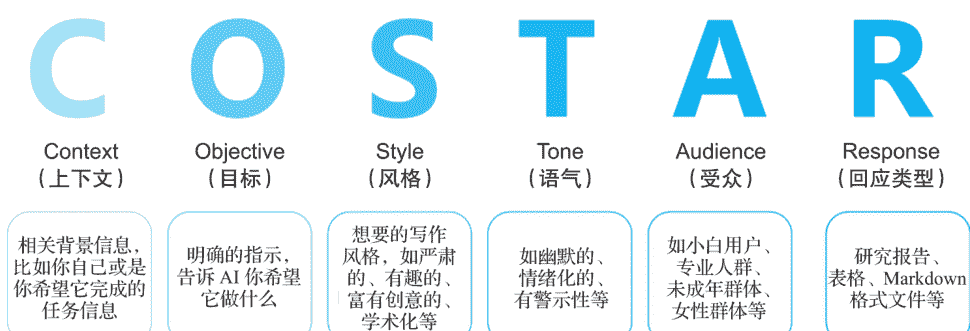 C O S T A R
Context Objective Style Tone Audience Response
（上下文） （目标） （风格） （语气） （受众） （回应类型）
相关背景信息，
比如你自己或是
你希望它完成的
任务信息
明确的指示，
告诉 AI 你希望
它做什么
想要的写作
风格，如严肃
的、有趣的、
富有创意的、
学术化等
如幽默的、
情绪化的、
有警示性等
如小白用户、
专业人群、
未成年群体、
女性群体等
研究报告、
表格、Markdown
格式文件等